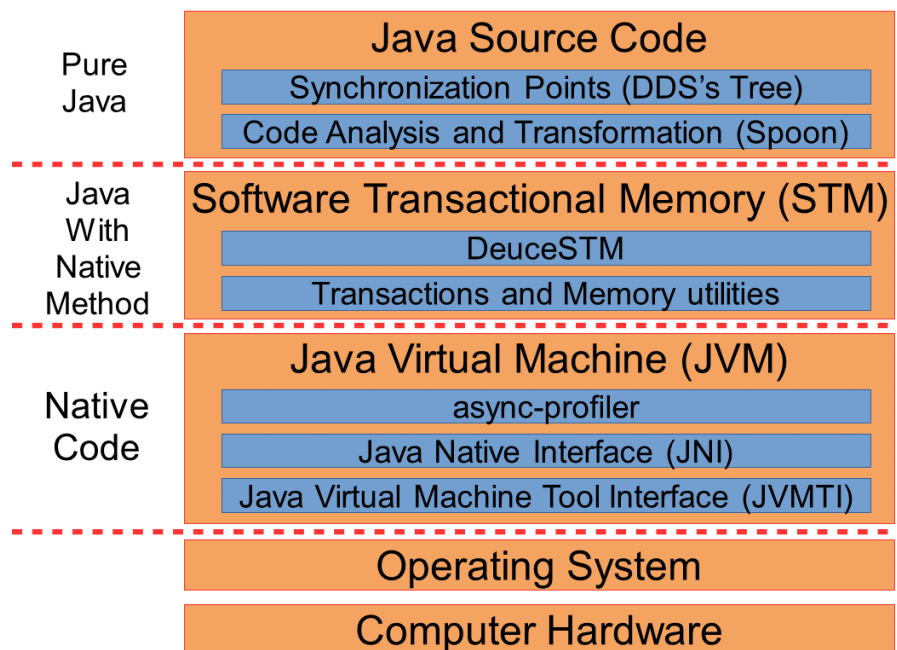 Pure
Java
Java Source Code
Synchronization Points (DDS's Tree)
Code Analysis and Transformation (Spoon)
Java
With
Native
Method
Software Transactional Memory (STM)
DeuceSTM
Transactions and Memory utilities
Native
Code
Java Virtual Machine (JVM)
async-profiler
Java Native Interface (JNI)
Java Virtual Machine Tool Interface (JVMTI)
Operating System
Computer Hardware